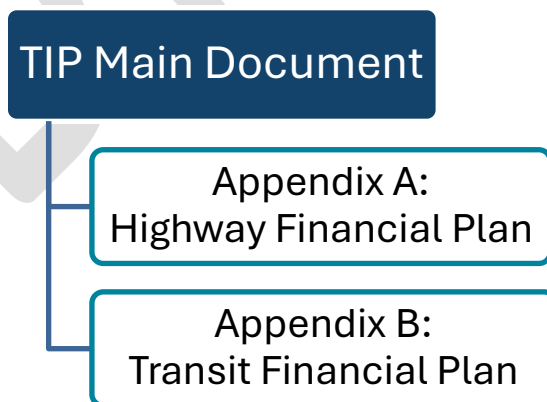 TIP Main Document
Appendix A:
Highway Financial Plan
Appendix B:
Transit Financial Plan